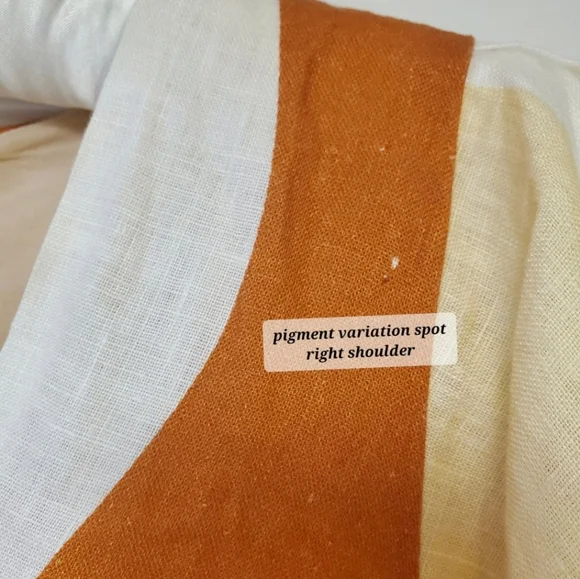 pigment variation spot
right shoulder